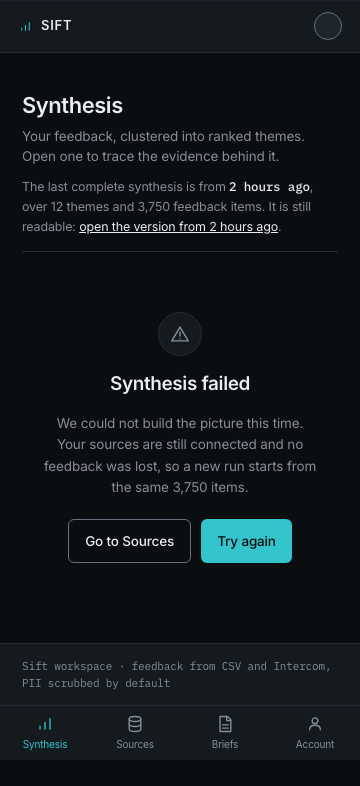 SIFT
Synthesis
Your feedback, clustered into ranked themes.
Open one to trace the evidence behind it.
The last complete synthesis is from 2 hours ago,
over 12 themes and 3,750 feedback items. It is still
readable: open the version from 2 hours ago.
Synthesis failed
We could not build the picture this time.
Your sources are still connected and no
feedback was lost, so a new run starts from
the same 3,750 items.
Go to Sources
Try again
Sift workspace · feedback from CSV and Intercom,
PII scrubbed by default
Synthesis
Sources
Briefs
Account